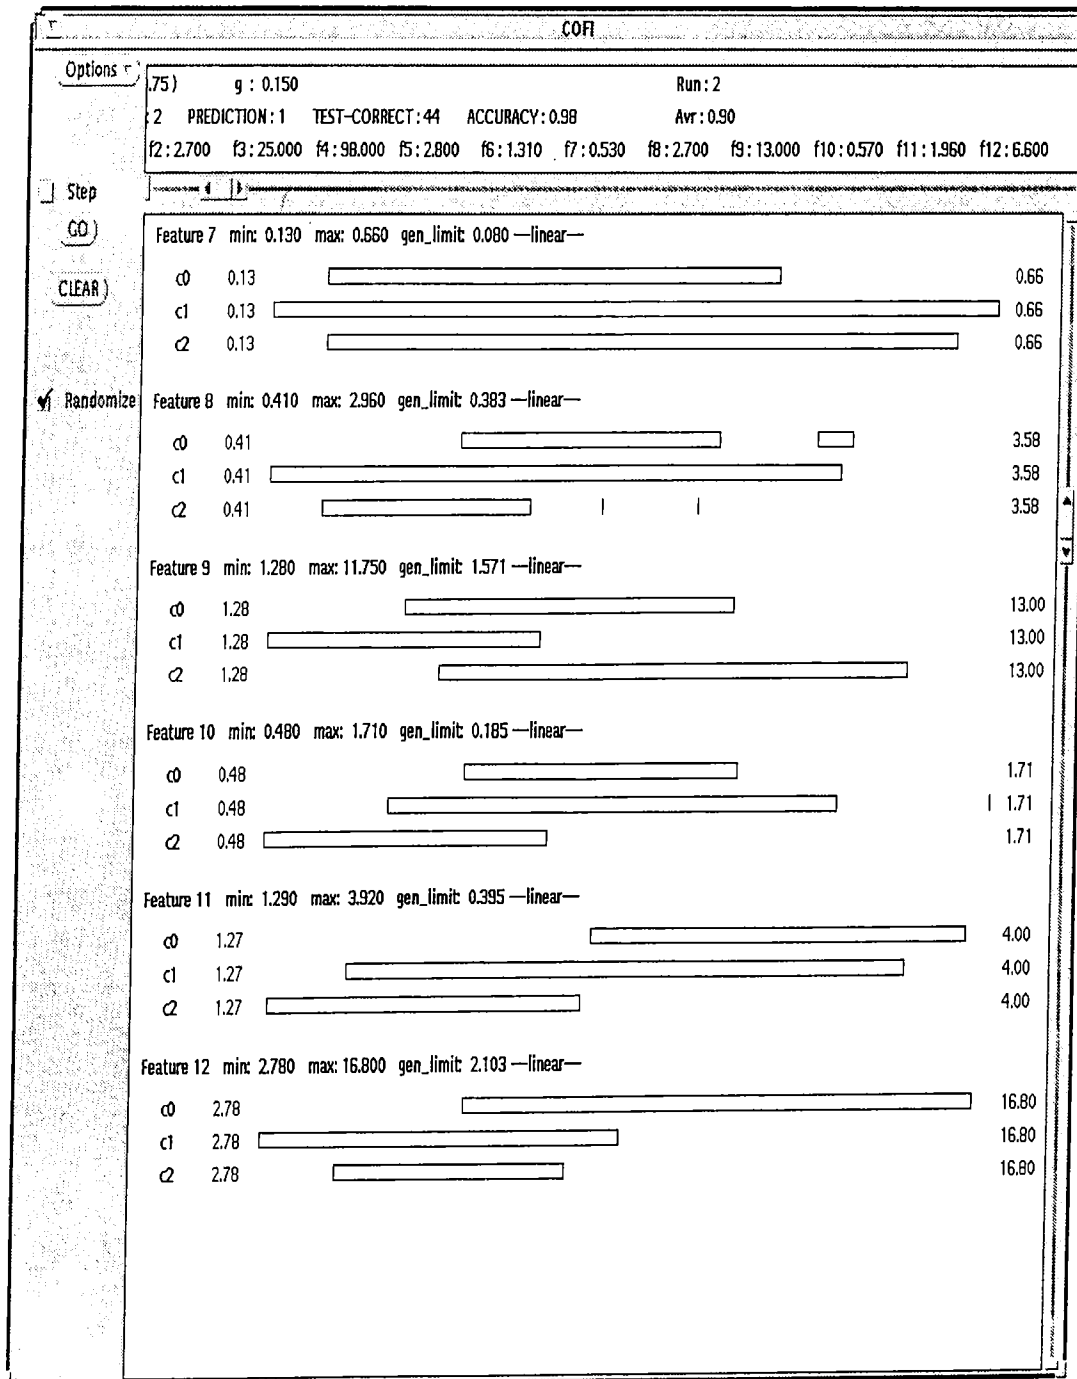 COFI
Options
.75) g : 0.150 Run : 2
: 2 PREDICTION : 1 TEST-CORRECT : 44 ACCURACY : 0.98 Avr : 0.90
f2 : 2.700 f3 : 25.000 f4 : 98.000 f5 : 2.800 f6 : 1.310 f7 : 0.530 f8 : 2.700 f9 : 13.000 f10 : 0.570 f11 : 1.960 f12 : 6.600
Step
GO
CLEAR
Randomize
Feature 7 min: 0.130 max: 0.660 gen_limit: 0.080 —linear—
c0 0.13 0.66
c1 0.13 0.66
c2 0.13 0.66
Feature 8 min: 0.410 max: 2.960 gen_limit: 0.383 —linear—
c0 0.41 3.58
c1 0.41 3.58
c2 0.41 3.58
Feature 9 min: 1.280 max: 11.750 gen_limit: 1.571 —linear—
c0 1.28 13.00
c1 1.28 13.00
c2 1.28 13.00
Feature 10 min: 0.480 max: 1.710 gen_limit: 0.185 —linear—
c0 0.48 1.71
c1 0.48 1.71
c2 0.48 1.71
Feature 11 min: 1.290 max: 3.920 gen_limit: 0.395 —linear—
c0 1.27 4.00
c1 1.27 4.00
c2 1.27 4.00
Feature 12 min: 2.780 max: 16.800 gen_limit: 2.103 —linear—
c0 2.78 16.80
c1 2.78 16.80
c2 2.78 16.80